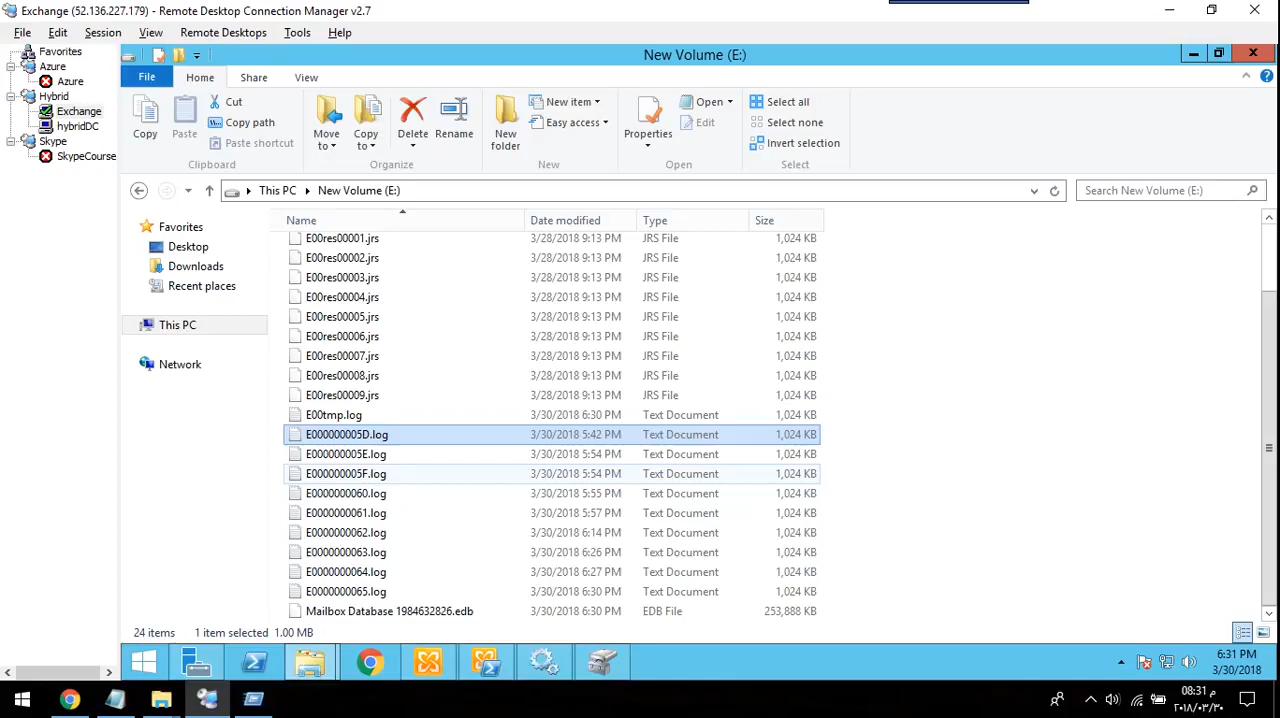 Exchange (52.136.227.179) - Remote Desktop Connection Manager v2.7
File Edit Session View Remote Desktops Tools Help
Favorites
Azure
Azure
Hybrid
Exchange
hybridDC
Skype
SkypeCourse
New Volume (E:)
File Home Share View
Copy
Paste
Cut
Copy path
Paste shortcut
Clipboard
Move to
Copy to
Delete
Rename
Organize
New folder
New item
Easy access
New
Properties
Open
Edit
Open
Select all
Select none
Invert selection
Select
This PC New Volume (E:)
Search New Volume (E:)
Favorites
Desktop
Downloads
Recent places
This PC
Network
Name Date modified Type Size
E00res00001.jrs 3/28/2018 9:13 PM JRS File 1,024 KB
E00res00002.jrs 3/28/2018 9:13 PM JRS File 1,024 KB
E00res00003.jrs 3/28/2018 9:13 PM JRS File 1,024 KB
E00res00004.jrs 3/28/2018 9:13 PM JRS File 1,024 KB
E00res00005.jrs 3/28/2018 9:13 PM JRS File 1,024 KB
E00res00006.jrs 3/28/2018 9:13 PM JRS File 1,024 KB
E00res00007.jrs 3/28/2018 9:13 PM JRS File 1,024 KB
E00res00008.jrs 3/28/2018 9:13 PM JRS File 1,024 KB
E00res00009.jrs 3/28/2018 9:13 PM JRS File 1,024 KB
E00tmp.log 3/30/2018 6:30 PM Text Document 1,024 KB
E000000005D.log 3/30/2018 5:42 PM Text Document 1,024 KB
E000000005E.log 3/30/2018 5:54 PM Text Document 1,024 KB
E000000005F.log 3/30/2018 5:54 PM Text Document 1,024 KB
E0000000060.log 3/30/2018 5:55 PM Text Document 1,024 KB
E0000000061.log 3/30/2018 5:57 PM Text Document 1,024 KB
E0000000062.log 3/30/2018 6:14 PM Text Document 1,024 KB
E0000000063.log 3/30/2018 6:26 PM Text Document 1,024 KB
E0000000064.log 3/30/2018 6:27 PM Text Document 1,024 KB
E0000000065.log 3/30/2018 6:30 PM Text Document 1,024 KB
Mailbox Database 1984632826.edb 3/30/2018 6:30 PM EDB File 253,888 KB
24 items 1 item selected 1.00 MB
6:31 PM
3/30/2018
08:31 م
٢٠١٨/٠٣/٣٠